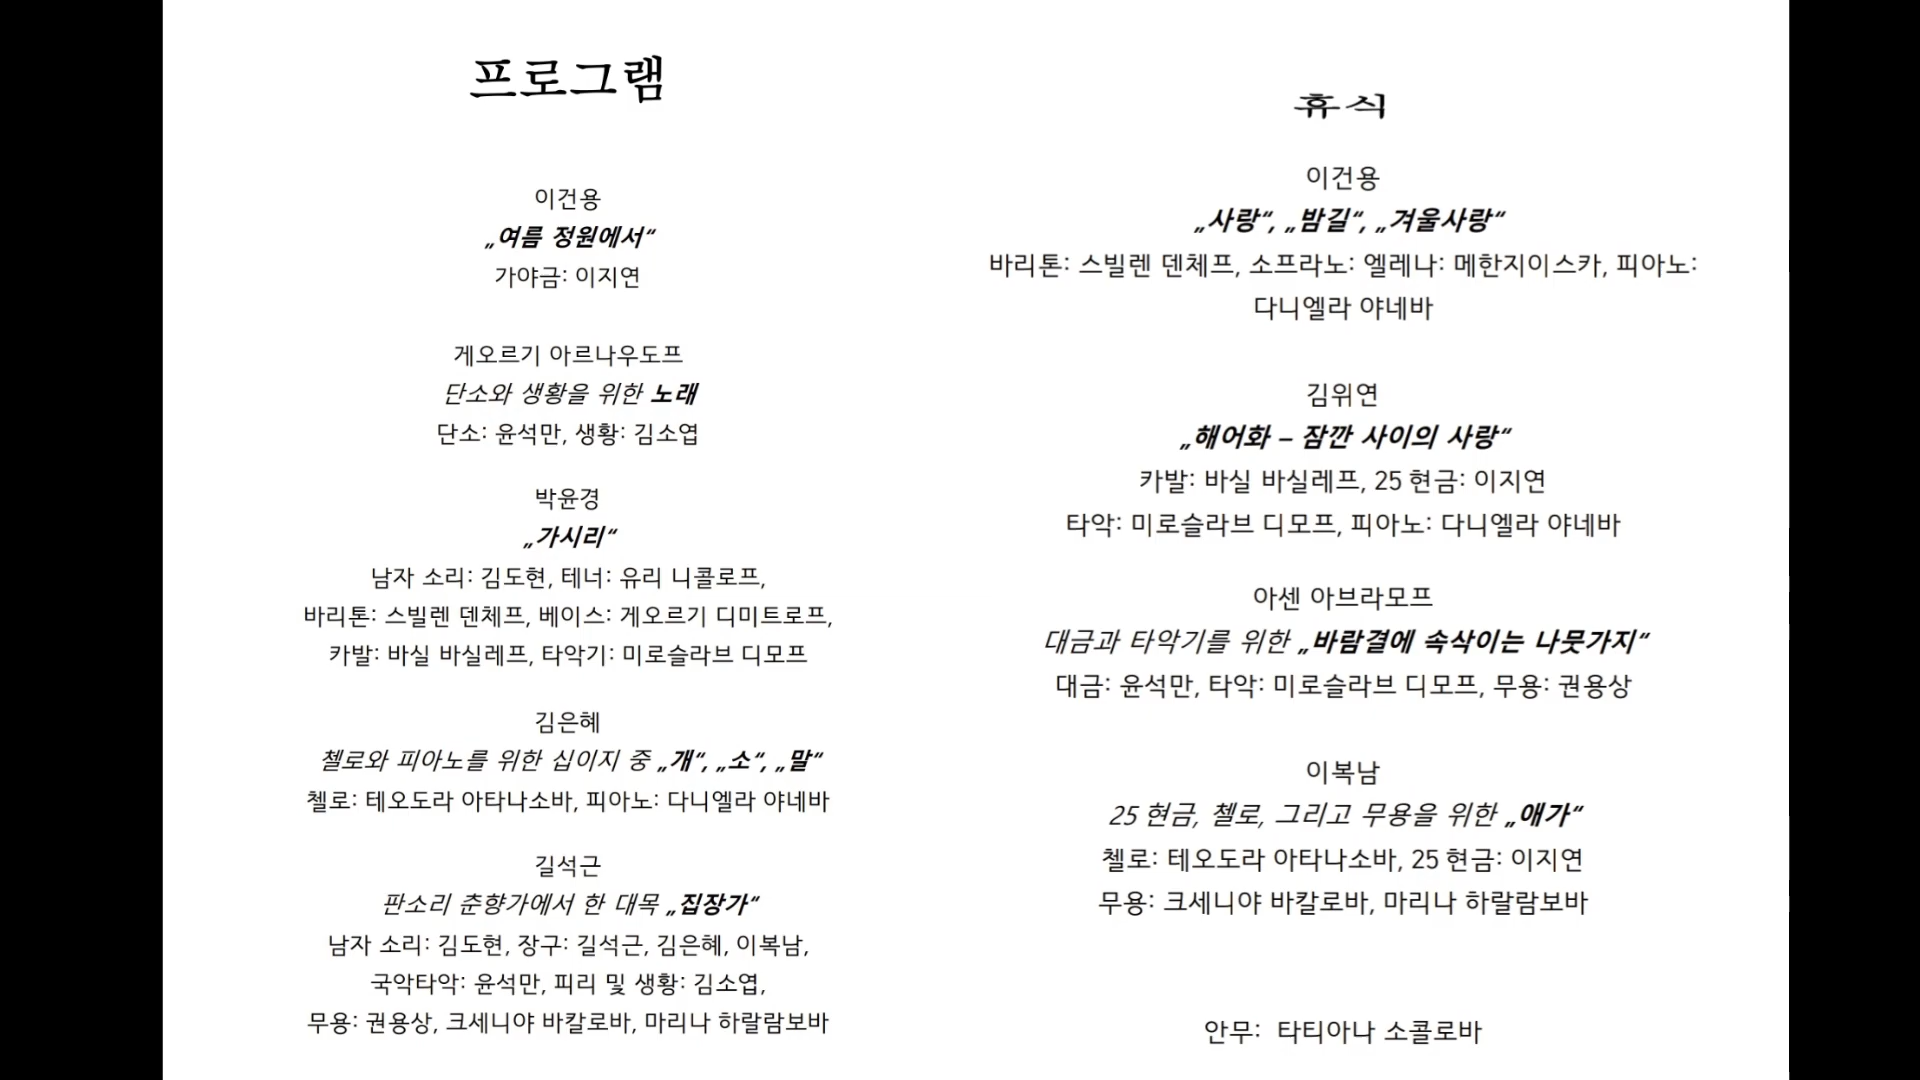 프로그램
이건용
„여름 정원에서“
가야금: 이지연
게오르기 아르나우도프
단소와 생황을 위한 노래
단소: 윤석만, 생황: 김소엽
박윤경
„가시리“
남자 소리: 김도현, 테너: 유리 니콜로프,
바리톤: 스빌렌 덴체프, 베이스: 게오르기 디미트로프,
카발: 바실 바실레프, 타악기: 미로슬라브 디모프
김은혜
첼로와 피아노를 위한 십이지 중 „개“, „소“, „말“
첼로: 테오도라 아타나소바, 피아노: 다니엘라 야네바
길석근
판소리 춘향가에서 한 대목 „집장가“
남자 소리: 김도현, 장구: 길석근, 김은혜, 이복남,
국악타악: 윤석만, 피리 및 생황: 김소엽,
무용: 권용상, 크세니야 바칼로바, 마리나 하랄람보바
휴식
이건용
„사랑“, „밤길“, „겨울사랑“
바리톤: 스빌렌 덴체프, 소프라노: 엘레나: 메한지이스카, 피아노:
다니엘라 야네바
김위연
„해어화 – 잠깐 사이의 사랑“
카발: 바실 바실레프, 25 현금: 이지연
타악: 미로슬라브 디모프, 피아노: 다니엘라 야네바
아센 아브라모프
대금과 타악기를 위한 „바람결에 속삭이는 나뭇가지“
대금: 윤석만, 타악: 미로슬라브 디모프, 무용: 권용상
이복남
25 현금, 첼로, 그리고 무용을 위한 „애가“
첼로: 테오도라 아타나소바, 25 현금: 이지연
무용: 크세니야 바칼로바, 마리나 하랄람보바
안무: 타티아나 소콜로바